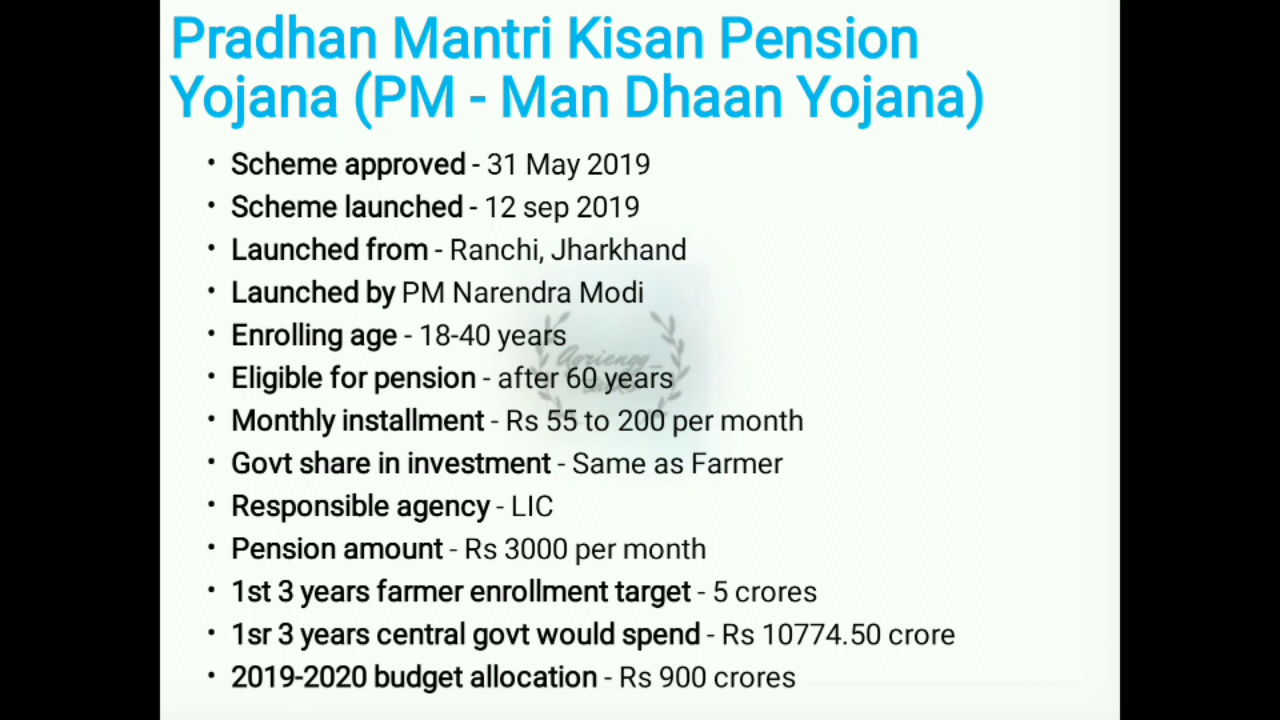 Pradhan Mantri Kisan Pension
Yojana (PM - Man Dhaan Yojana)
• Scheme approved - 31 May 2019
• Scheme launched - 12 sep 2019
• Launched from - Ranchi, Jharkhand
• Launched by PM Narendra Modi
• Enrolling age - 18-40 years
• Eligible for pension - after 60 years
• Monthly installment - Rs 55 to 200 per month
• Govt share in investment - Same as Farmer
• Responsible agency - LIC
• Pension amount - Rs 3000 per month
• 1st 3 years farmer enrollment target - 5 crores
• 1sr 3 years central govt would spend - Rs 10774.50 crore
• 2019-2020 budget allocation - Rs 900 crores